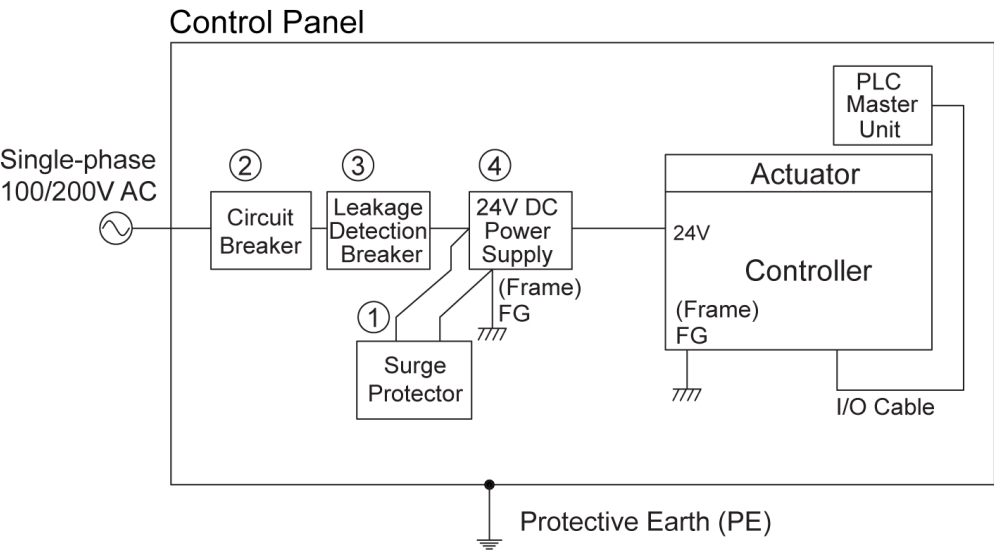 Control Panel
PLC
Master
Unit
Single-phase
100/200V AC
②
③
④
Circuit
Breaker
Leakage
Detection
Breaker
24V DC
Power
Supply
Actuator
24V
Controller
(Frame)
FG
(Frame)
FG
①
Surge
Protector
I/O Cable
Protective Earth (PE)